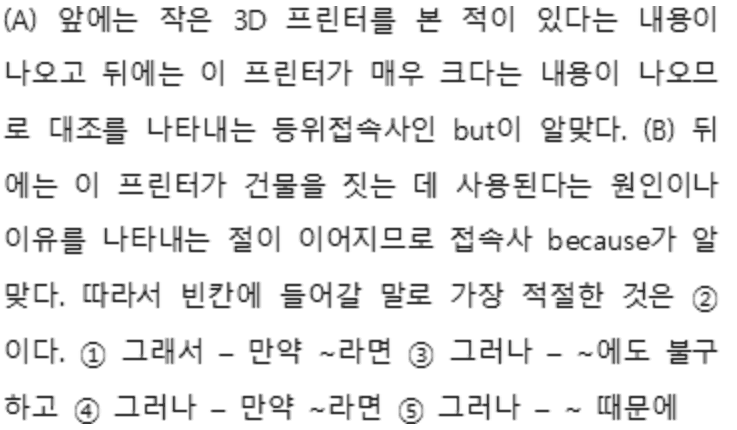 (A) 앞에는 작은 3D 프린터를 본 적이 있다는 내용이
나오고 뒤에는 이 프린터가 매우 크다는 내용이 나오므
로 대조를 나타내는 등위접속사인 but이 알맞다. (B) 뒤
에는 이 프린터가 건물을 짓는 데 사용된다는 원인이나
이유를 나타내는 절이 이어지므로 접속사 because가 알
맞다. 따라서 빈칸에 들어갈 말로 가장 적절한 것은 ②
이다. ① 그래서 – 만약 ~라면 ③ 그러나 – ~에도 불구
하고 ④ 그러나 – 만약 ~라면 ⑤ 그러나 – ~ 때문에